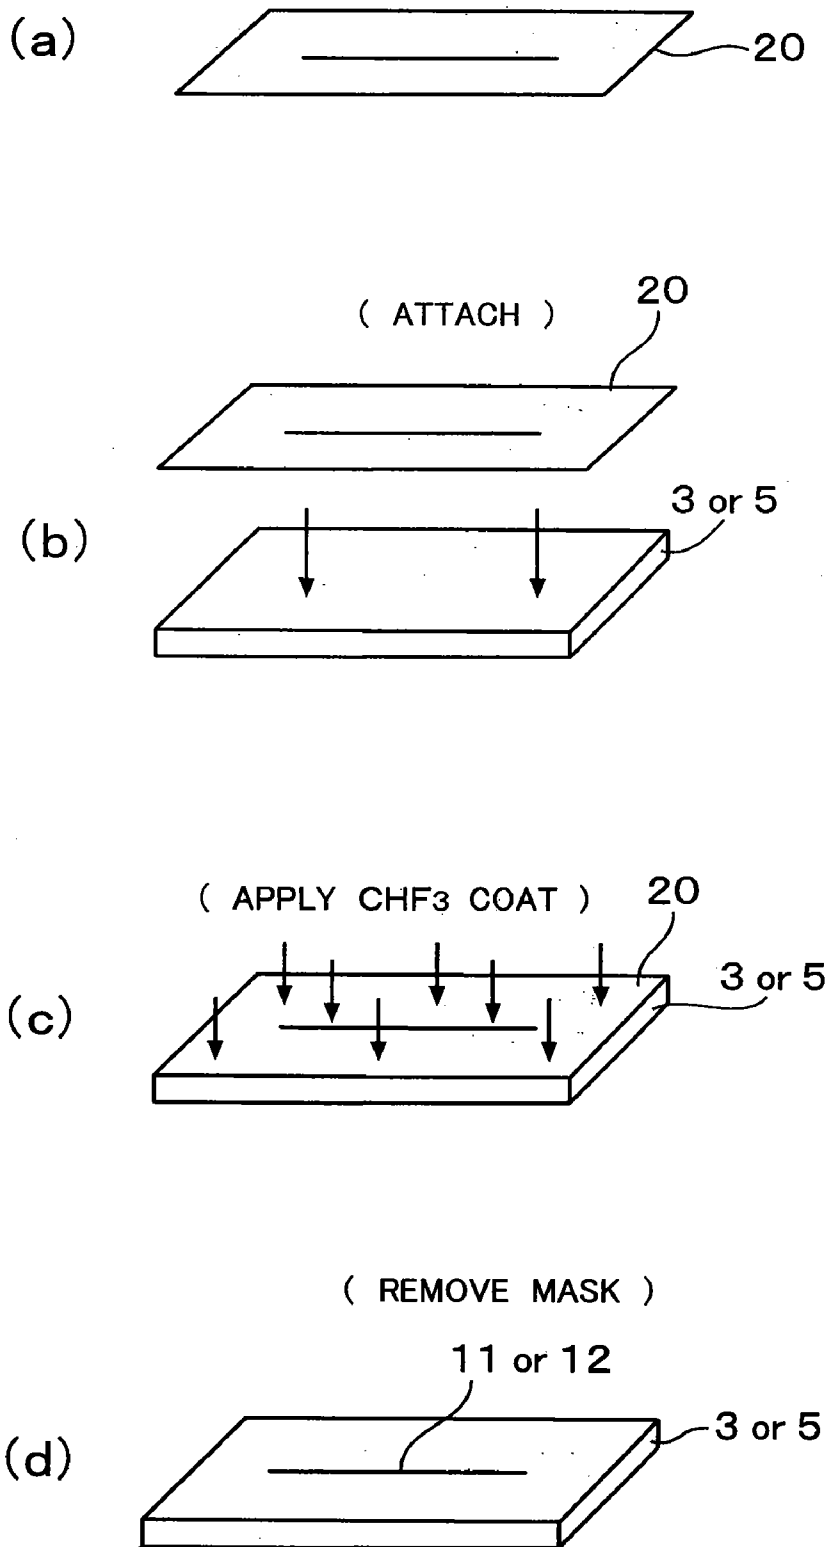 (a)
20
( ATTACH )
20
(b)
3 or 5
( APPLY CHF3 COAT )
20
(c)
3 or 5
( REMOVE MASK )
11 or 12
(d)
3 or 5